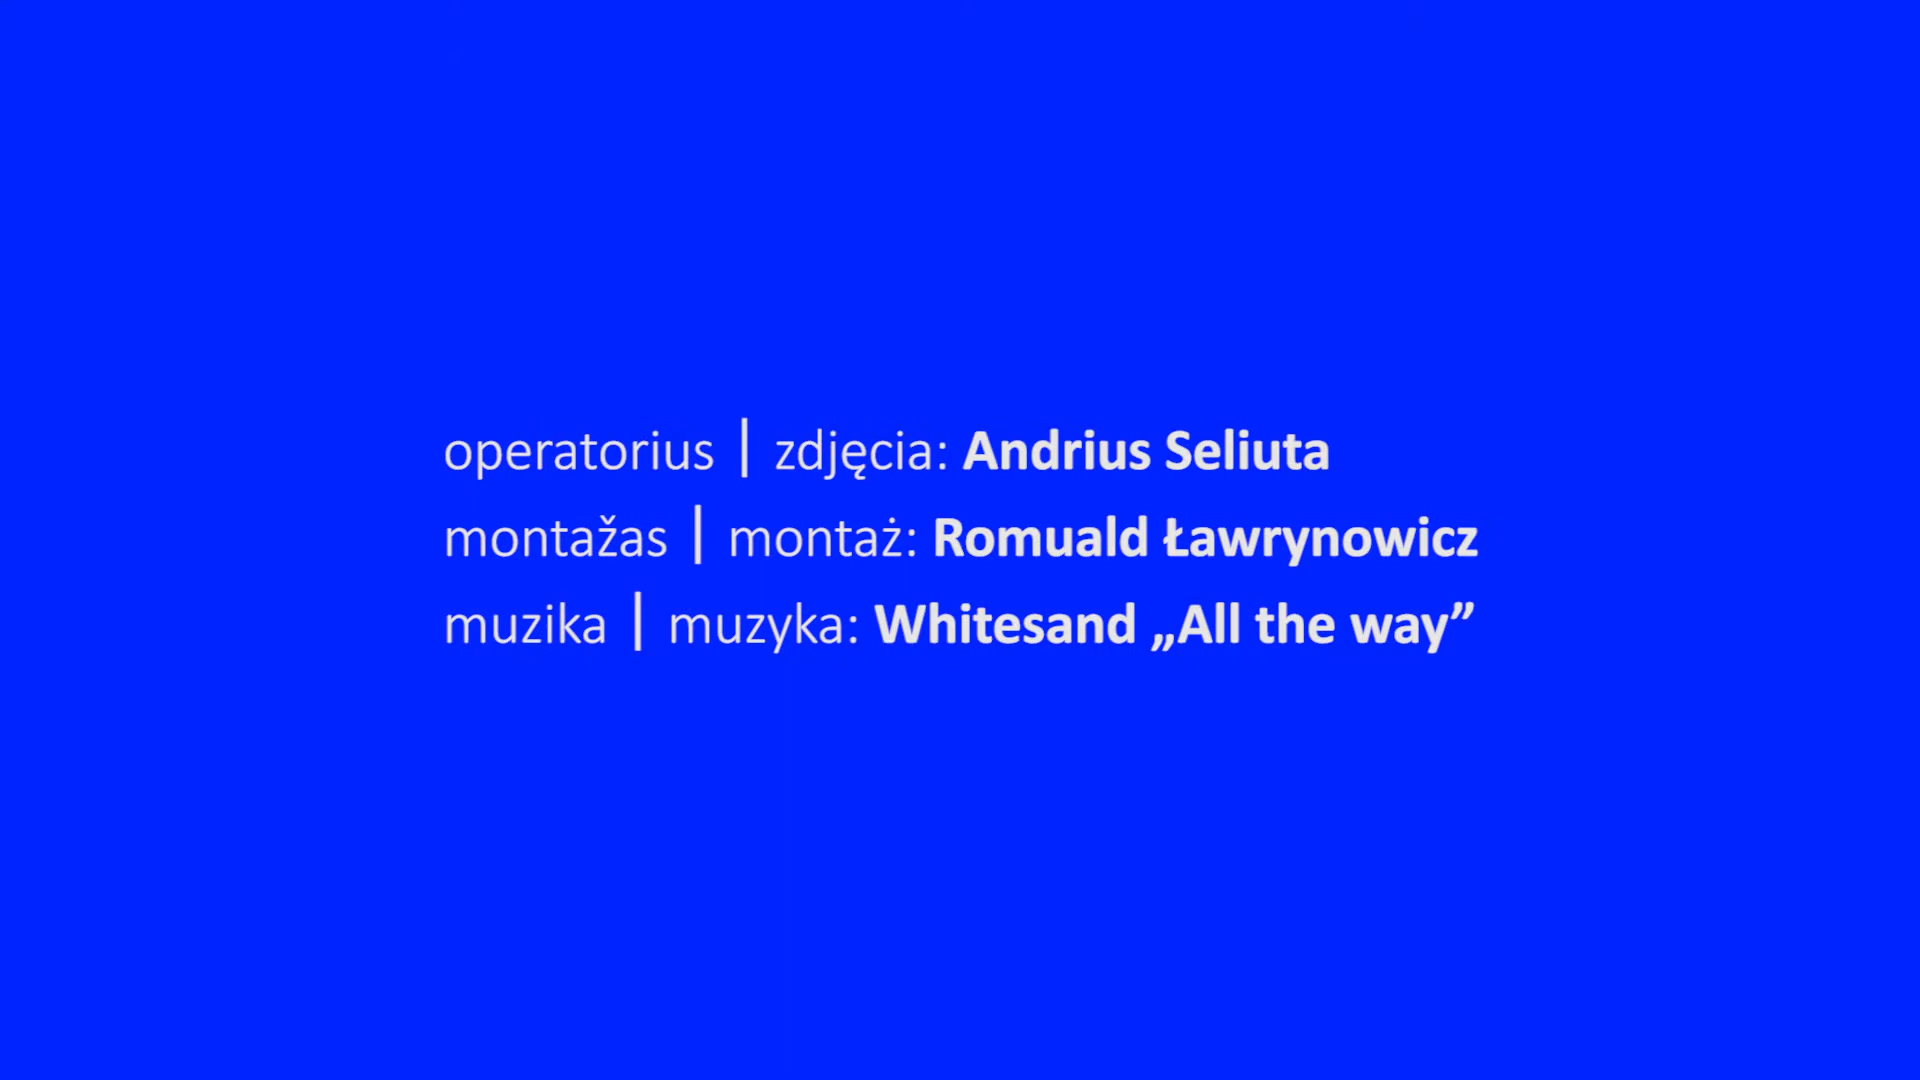 operatorius | zdjęcia: Andrius Seliuta
montažas | montaż: Romuald Ławrynowicz
muzika | muzyka: Whitesand „All the way”